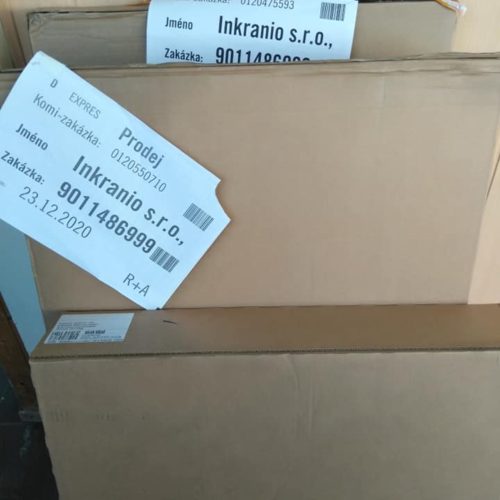 Zakázka: 0120475593
Jméno Inkranio s.r.o.,
Zakázka: 9011486999
D EXPRES Prodej
Komi-zakázka: 0120550710
Jméno Inkranio s.r.o.,
Zakázka: 9011486999
23.12.2020
R+A